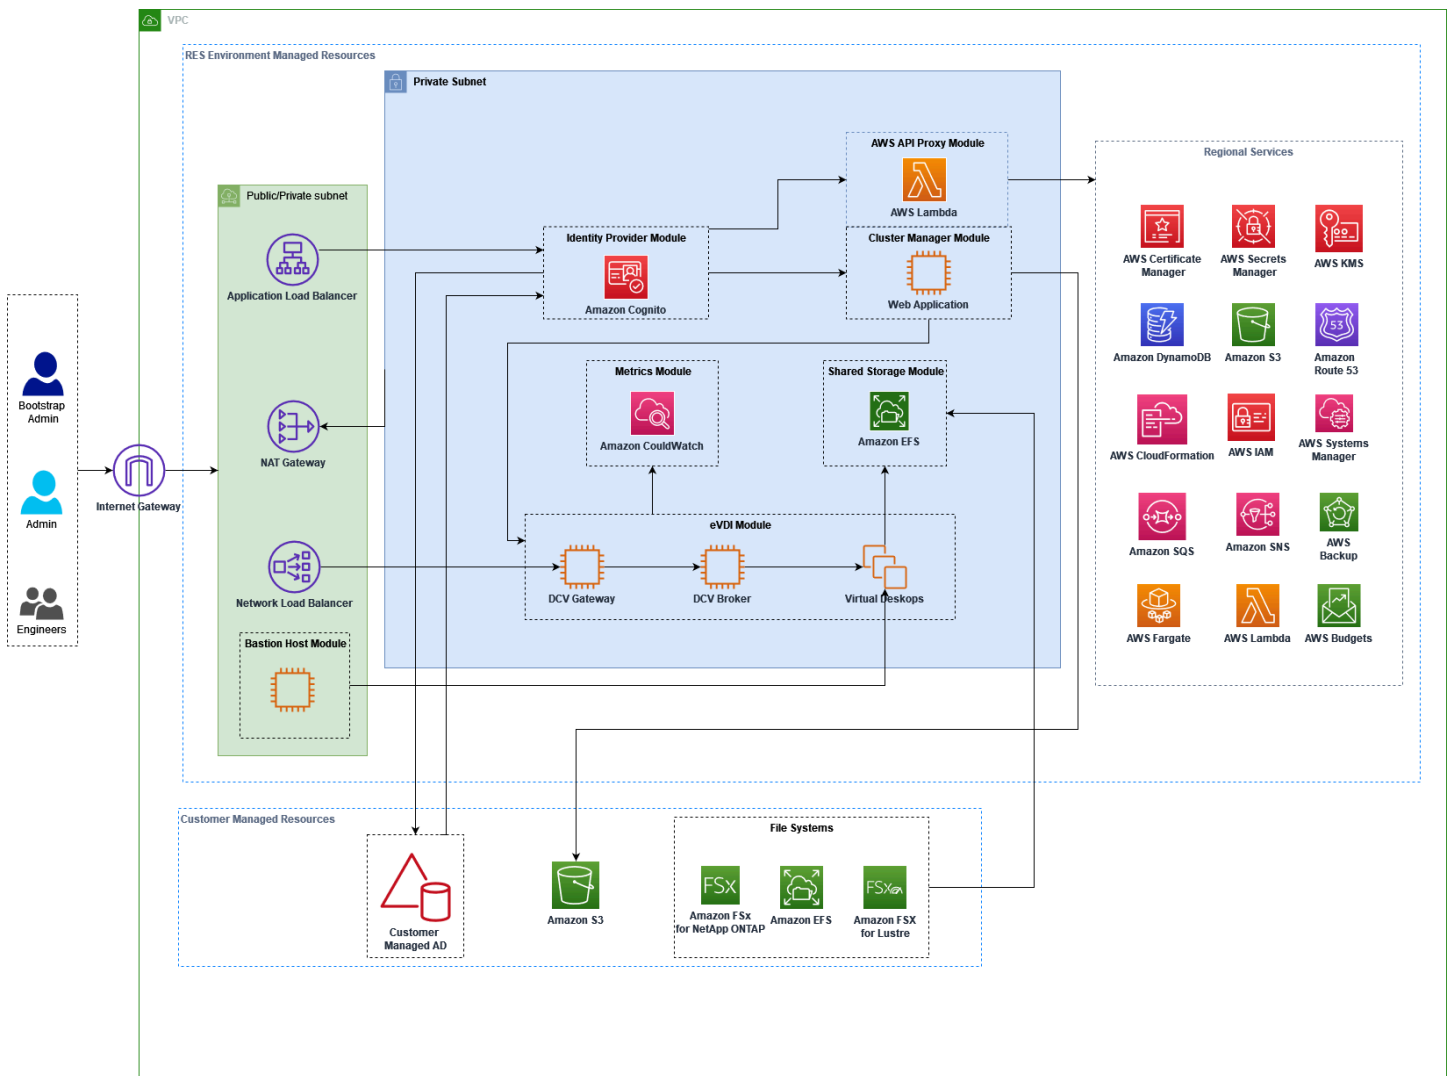 VPC
RES Environment Managed Resources
Private Subnet
AWS API Proxy Module
AWS Lambda
Regional Services
Public/Private subnet
Application Load Balancer
Identity Provider Module
Amazon Cognito
Cluster Manager Module
Web Application
AWS Certificate
Manager
AWS Secrets
Manager
AWS KMS
Amazon DynamoDB
Amazon S3
53
Amazon
Route 53
Metrics Module
Amazon CouldWatch
Shared Storage Module
Amazon EFS
AWS CloudFormation
AWS IAM
AWS Systems
Manager
Bootstrap
Admin
Admin
Engineers
Internet Gateway
NAT Gateway
Network Load Balancer
eVDI Module
DCV Gateway
DCV Broker
Virtual Deskops
Amazon SQS
Amazon SNS
AWS
Backup
AWS Fargate
AWS Lambda
AWS Budgets
Bastion Host Module
Customer Managed Resources
Customer
Managed AD
Amazon S3
File Systems
FSx
Amazon FSx
for NetApp ONTAP
Amazon EFS
FSx
Amazon FSX
for Lustre